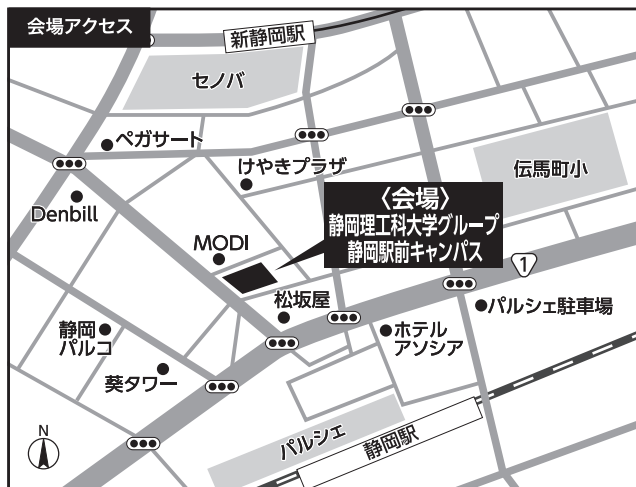 会場アクセス
新静岡駅
セノバ
ペガサート
けやきプラザ
伝馬町小
Denbill
〈会場〉
静岡理工科大学グループ
静岡駅前キャンパス
MODI
1
松坂屋
パルシェ駐車場
静岡
パルコ
ホテル
アソシア
葵タワー
パルシェ
静岡駅
N